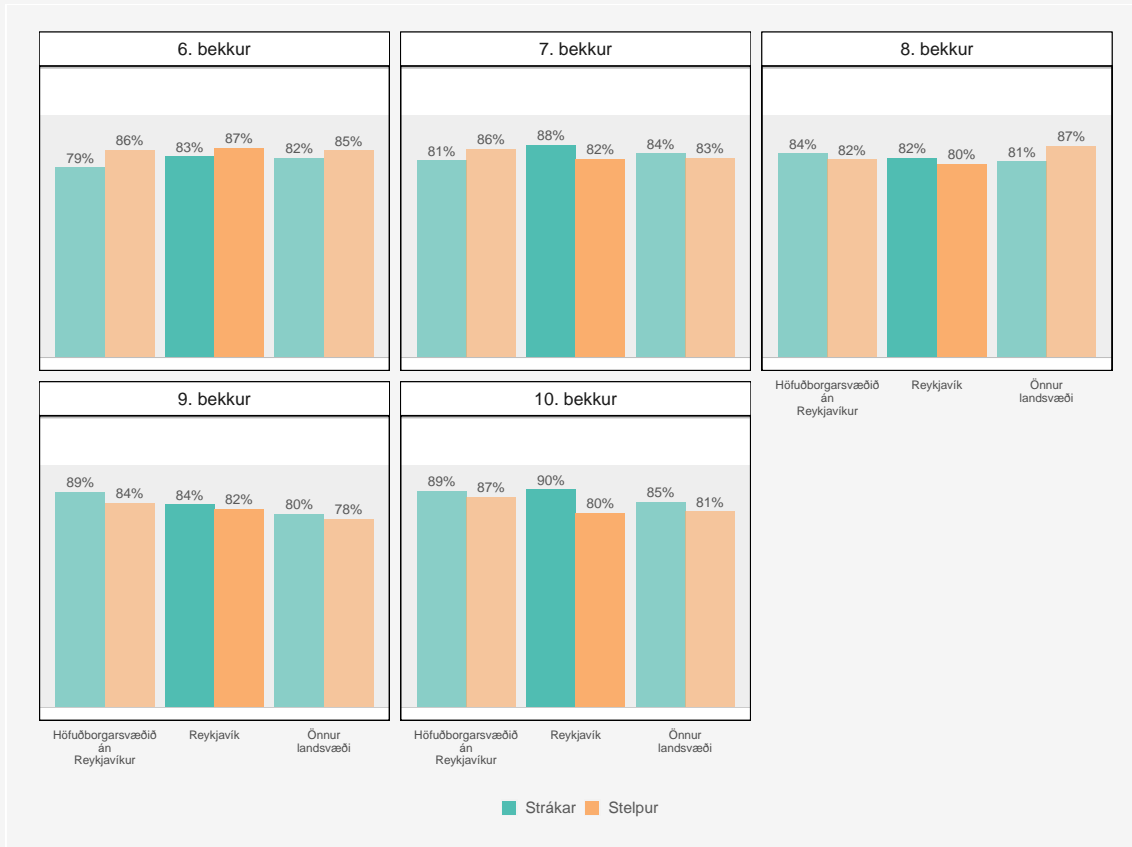 6. bekkur
79% 86% 83% 87% 82% 85%
7. bekkur
81% 86% 88% 82% 84% 83%
8. bekkur
84% 82% 82% 80% 81% 87%
Höfuðborgarsvæðið
án
Reykjavíkur
Reykjavík
Önnur
landsvæði
9. bekkur
89% 84% 84% 82% 80% 78%
Höfuðborgarsvæðið
án
Reykjavíkur
Reykjavík
Önnur
landsvæði
10. bekkur
89% 87% 90% 80% 85% 81%
Höfuðborgarsvæðið
án
Reykjavíkur
Reykjavík
Önnur
landsvæði
Strákar Stelpur